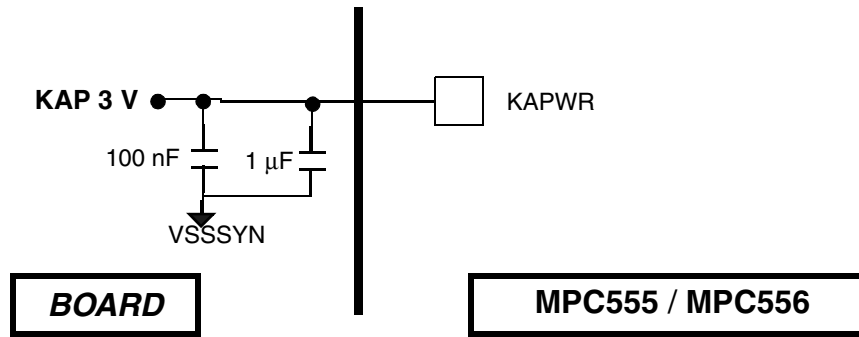 KAP 3 V
KAPWR
100 nF
1 μF
VSSSYN
BOARD
MPC555 / MPC556